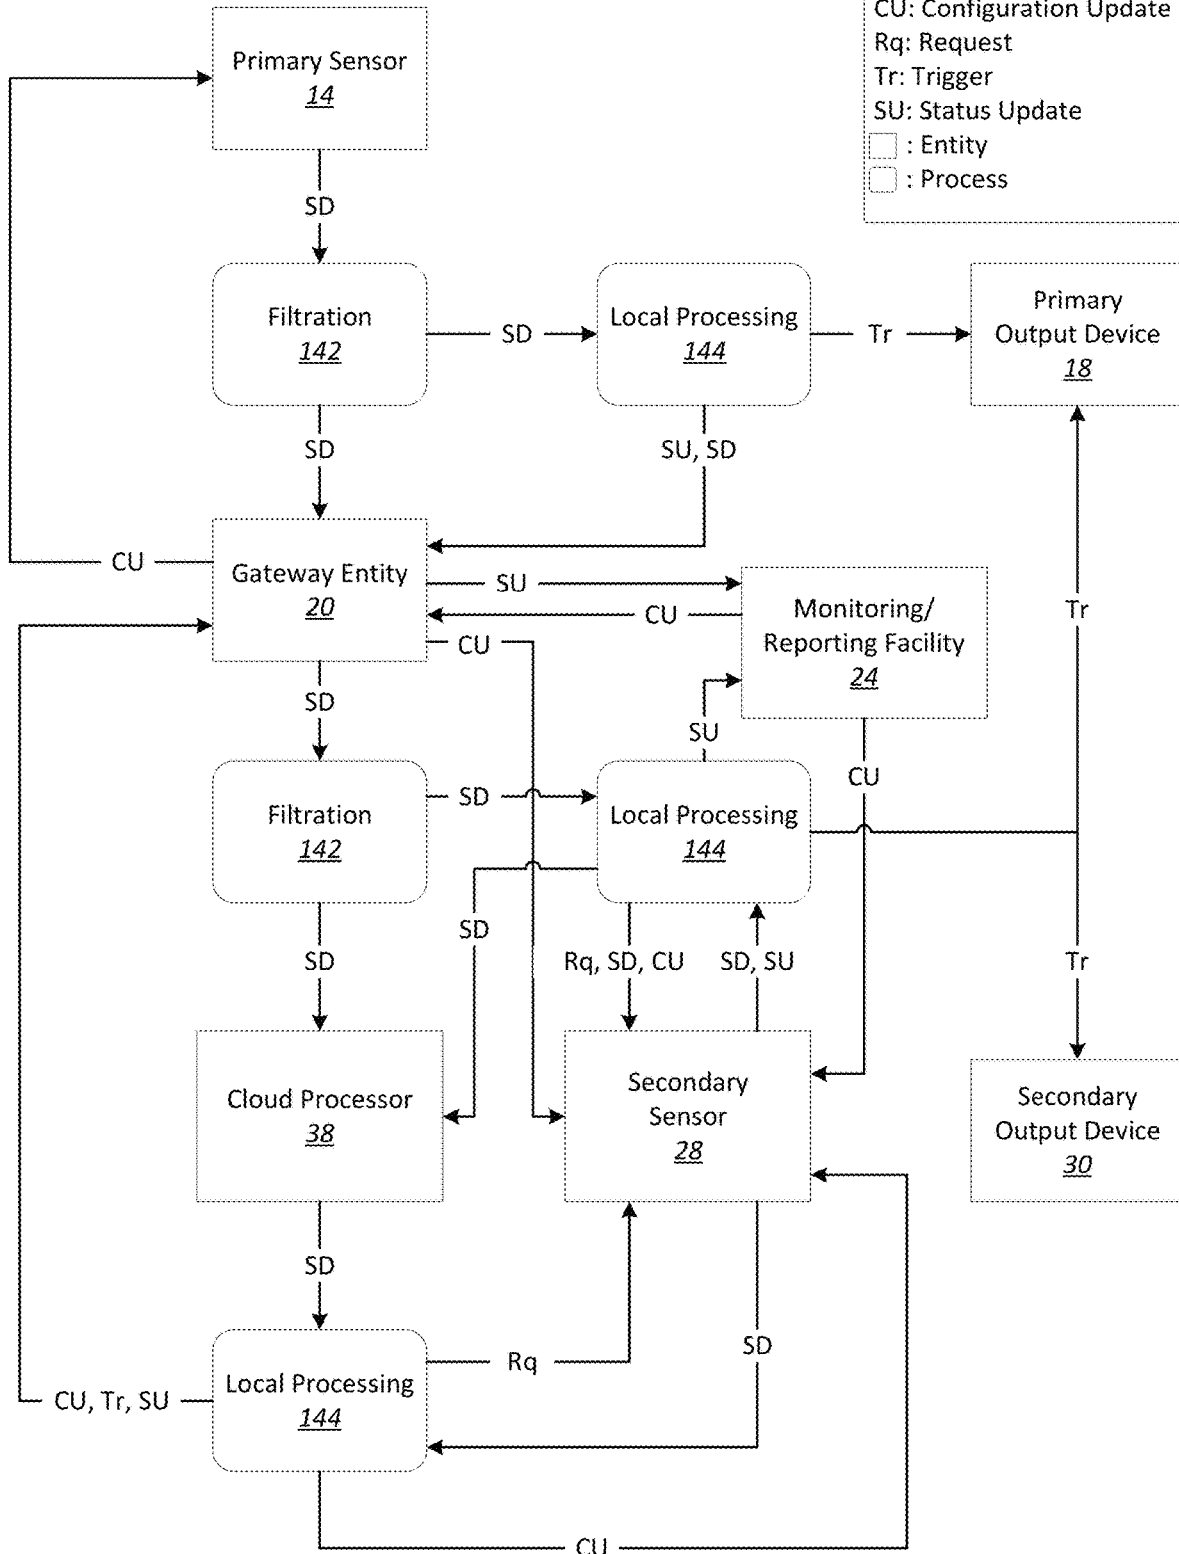 CU: Configuration Update
Rq: Request
Tr: Trigger
SU: Status Update
: Entity
: Process
Primary Sensor
14
SD
Filtration
142
SD
Local Processing
144
Tr
Primary
Output Device
18
SD
SU, SD
CU
Gateway Entity
20
SU
CU
CU
Monitoring/
Reporting Facility
24
Tr
SD
SU
CU
Filtration
142
SD
Local Processing
144
SD
SD
Rq, SD, CU
SD, SU
Tr
Cloud Processor
38
Secondary
Sensor
28
Secondary
Output Device
30
SD
Rq
SD
CU, Tr, SU
Local Processing
144
CU